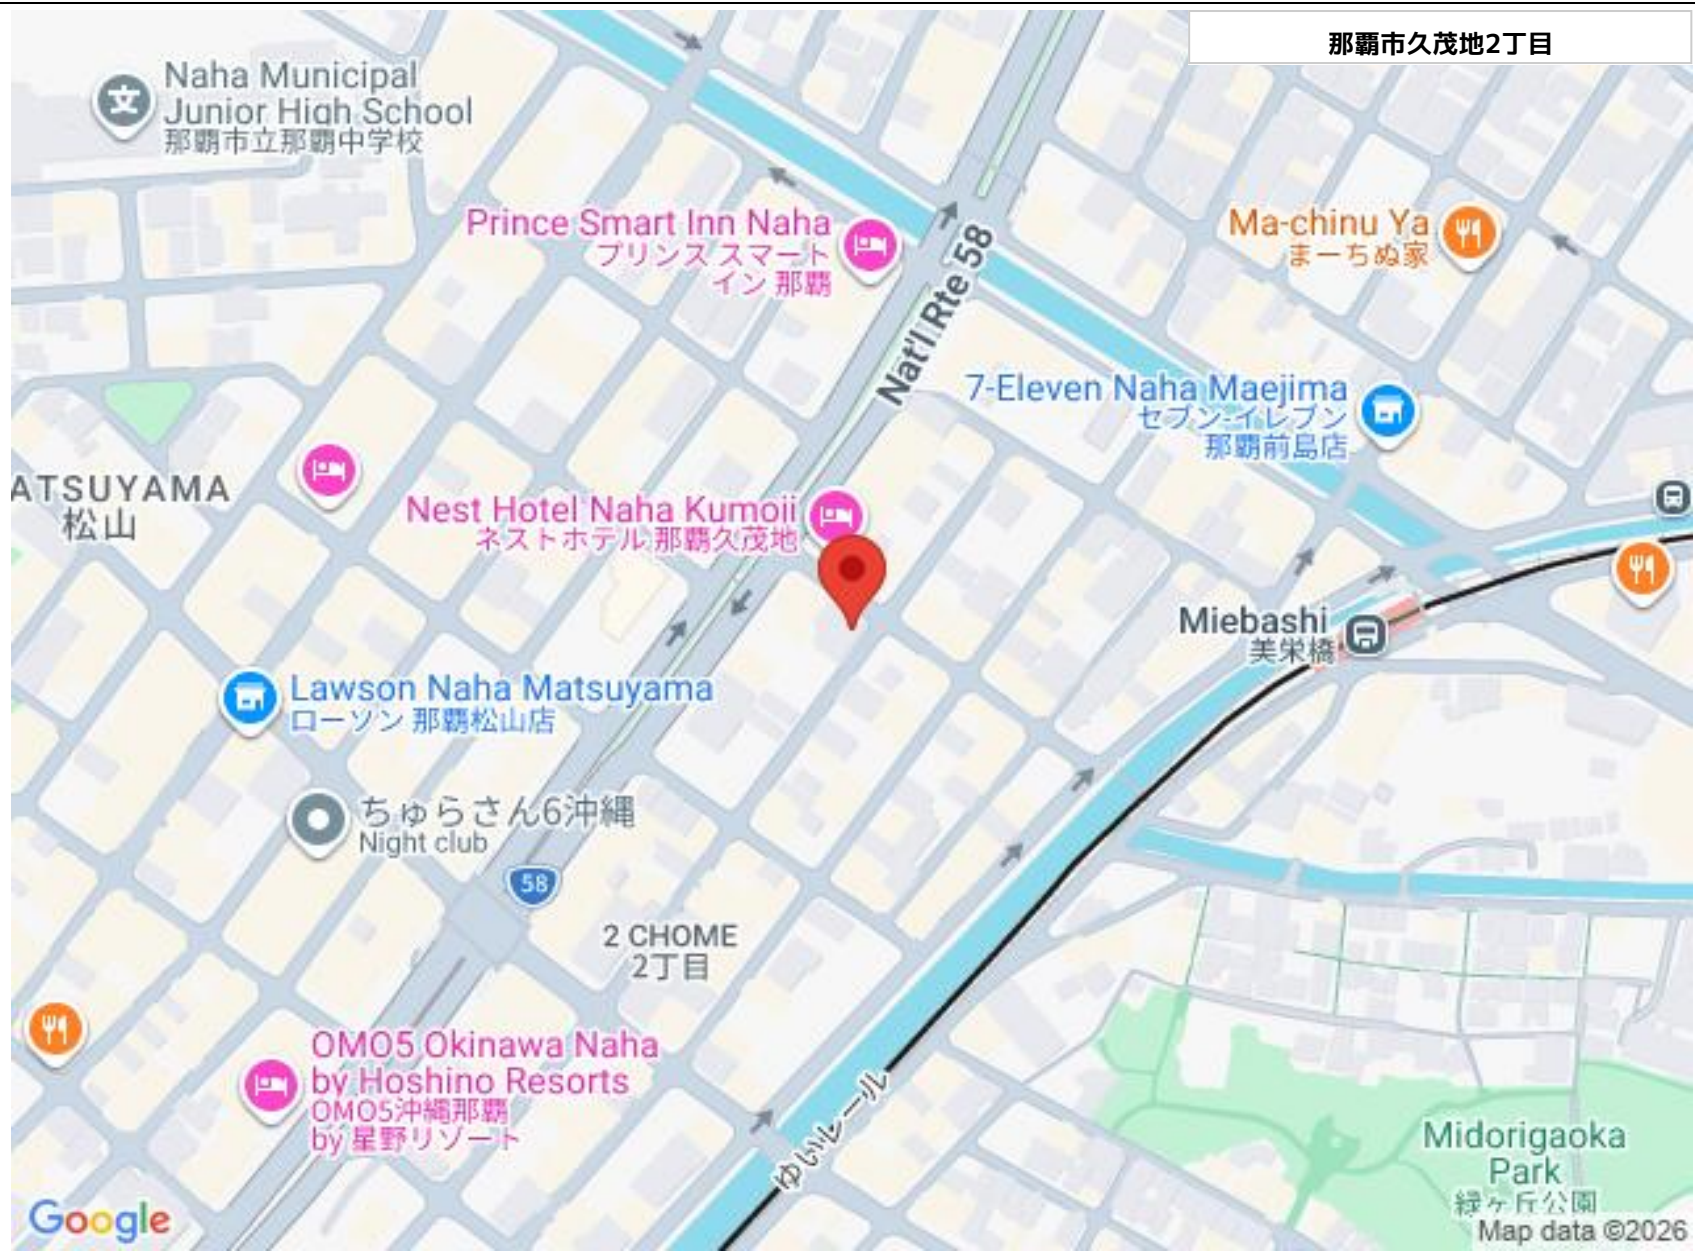 那覇市久茂地2丁目
Naha Municipal
Junior High School
那覇市立那覇中学校
Prince Smart Inn Naha
プリンス スマート
イン 那覇
Nat'l Rte 58
Ma-chinu Ya
まーちぬ家
7-Eleven Naha Maejima
セブン-イレブン
那覇前島店
ATSUYAMA
松山
Nest Hotel Naha Kumoji
ネストホテル 那覇久茂地
Miebashi
美栄橋
Lawson Naha Matsuyama
ローソン 那覇松山店
ちゅらさん6沖縄
Night club
58
2 CHOME
2丁目
OMO5 Okinawa Naha
by Hoshino Resorts
OMO5沖縄那覇
by 星野リゾート
ゆいレール
Midorigaoka
Park
緑ヶ丘公園
Google
Map data ©2026